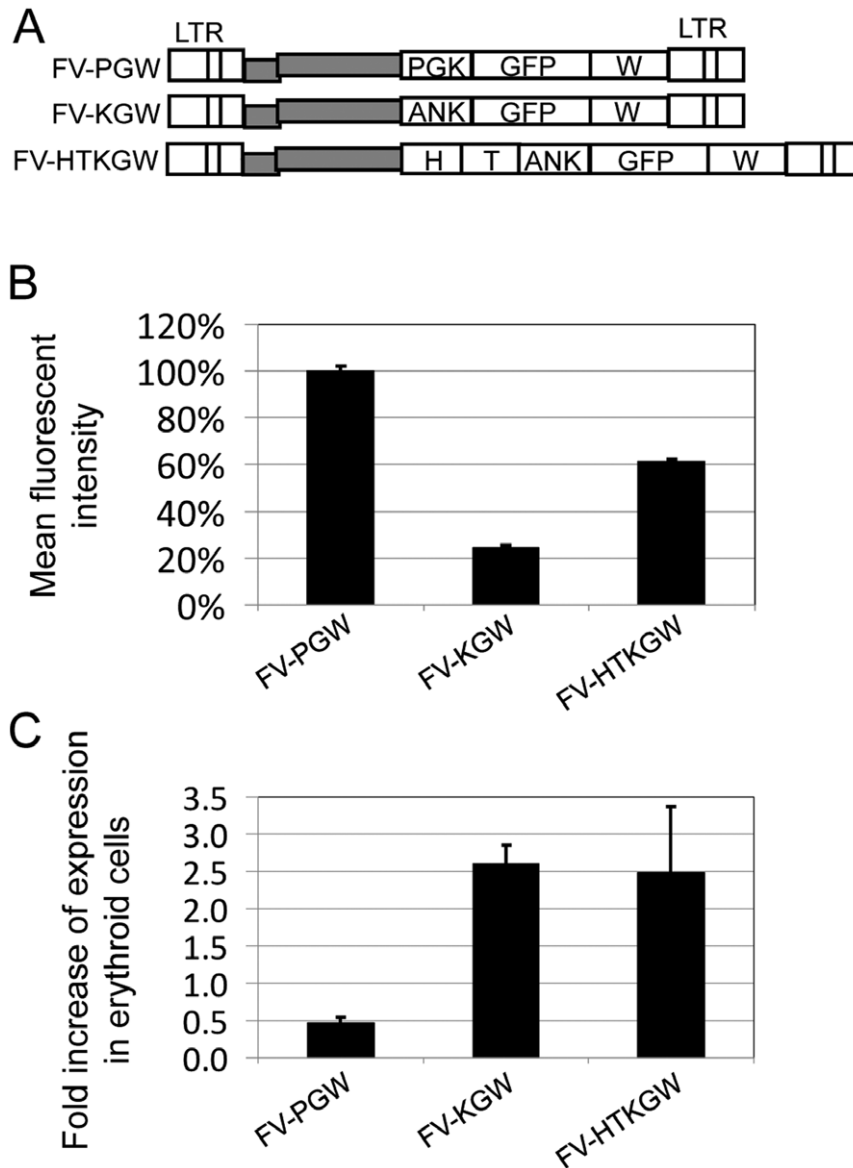 A
LTR LTR
FV-PGW PGK GFP W
FV-KGW ANK GFP W
FV-HTKGW H T ANK GFP W
B
Mean fluorescent
intensity
120%
100%
80%
60%
40%
20%
0%
FV-PGW
FV-KGW
FV-HTKGW
C
Fold increase of expression
in erythroid cells
3.5
3.0
2.5
2.0
1.5
1.0
0.5
0.0
FV-PGW
FV-KGW
FV-HTKGW